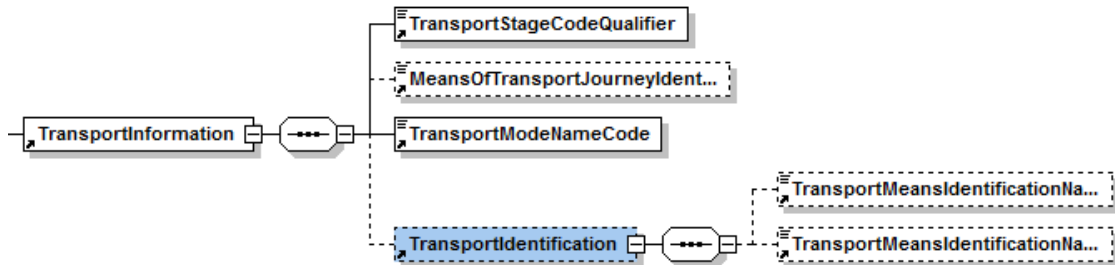 TransportStageCodeQualifier
MeansOfTransportJourneyIdent...
TransportInformation
TransportModeNameCode
TransportMeansIdentificationNa...
TransportIdentification
TransportMeansIdentificationNa...